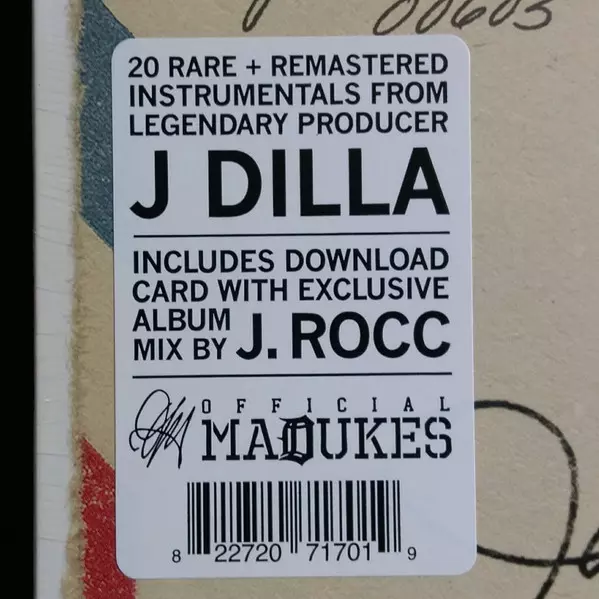 00603
20 RARE + REMASTERED
INSTRUMENTALS FROM
LEGENDARY PRODUCER
J DILLA
INCLUDES DOWNLOAD
CARD WITH EXCLUSIVE
ALBUM
MIX BY J. ROCC
OFFICIAL
MADUKES
8 22720 71701 9